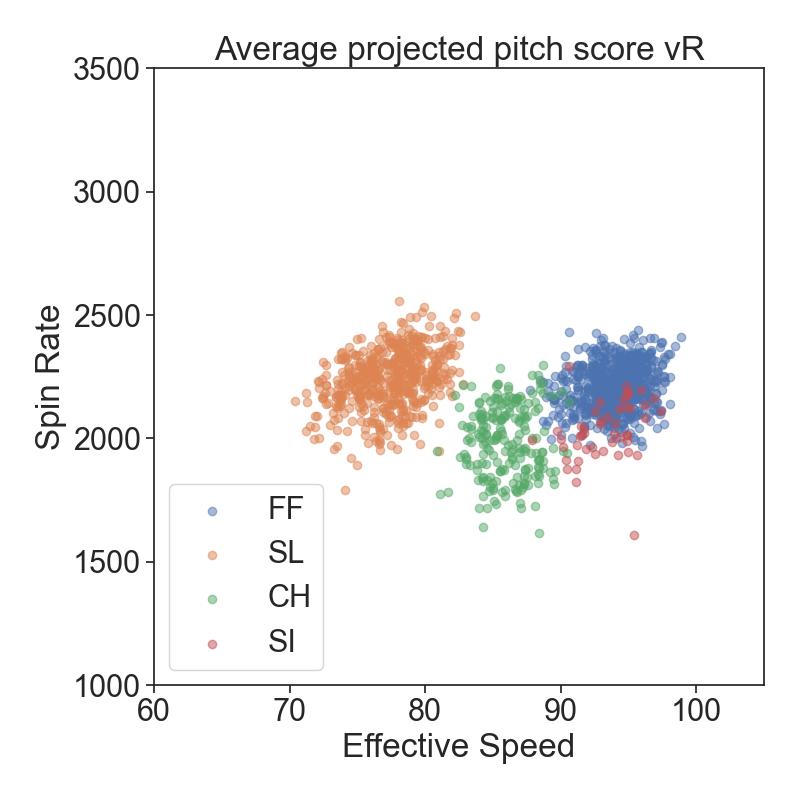 Average projected pitch score vR
3500
3000
2500
2000
1500
1000
Spin Rate
FF
SL
CH
SI
60 70 80 90 100
Effective Speed